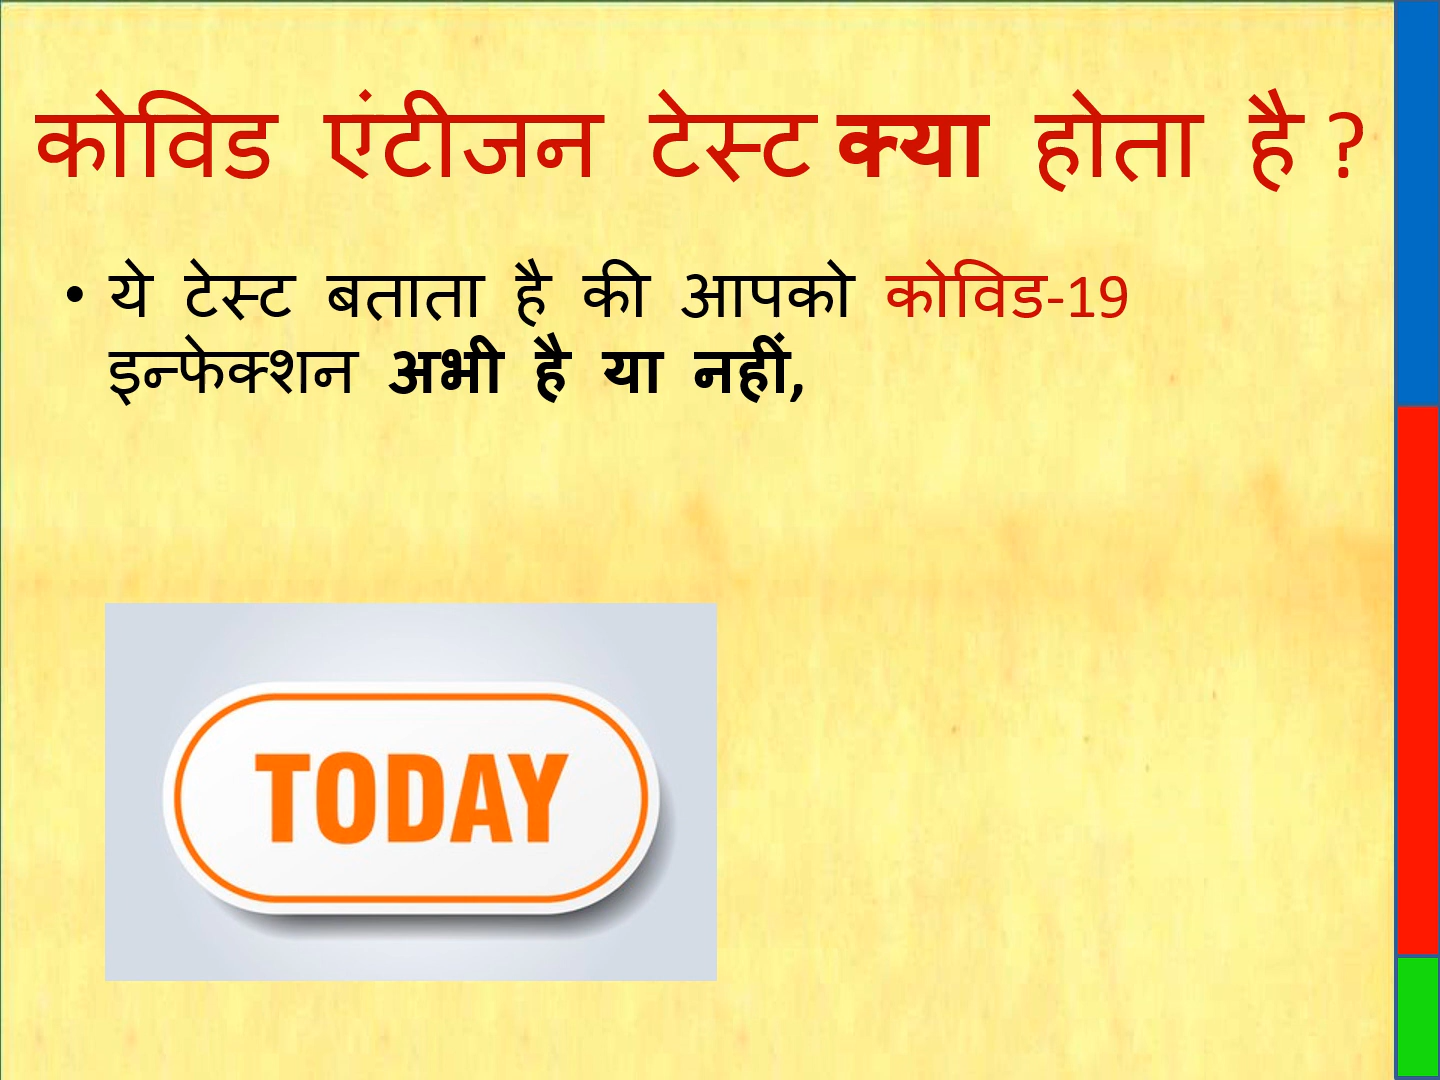 कोविड एंटीजन टेस्ट क्या होता है ?
• ये टेस्ट बताता है की आपको कोविड-19
इन्फेक्शन अभी है या नहीं,
TODAY